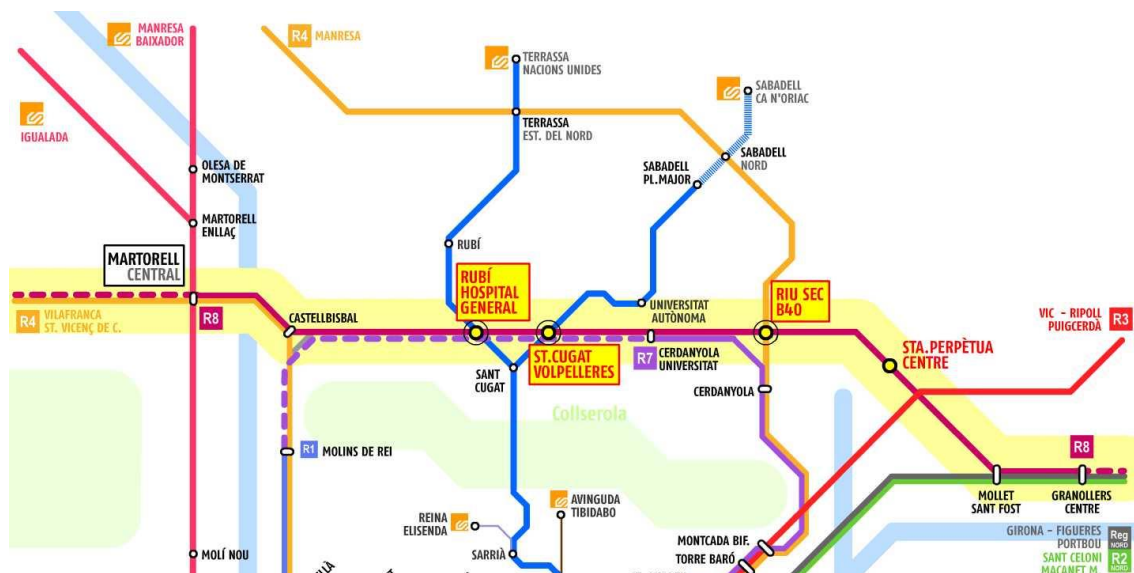 MANRESA
BAIXADOR
R4 MANRESA
TERRASSA
NACIONS UNIDES
SABADELL
CA N'ORIAC
IGUALADA
TERRASSA
EST. DEL NORD
SABADELL
NORD
SABADELL
PL.MAJOR
OLESA DE
MONTSERRAT
MARTORELL
ENLLAÇ
RUBÍ
MARTORELL
CENTRAL
RUBÍ
HOSPITAL
GENERAL
UNIVERSITAT
AUTÒNOMA
RIU SEC
B40
R4 VILAFRANCA
ST. VICENÇ DE C.
R8
CASTELLBISBAL
VIC - RIPOLL
PUIGCERDÀ
R3
ST.CUGAT
VOLPELLERES
R7 CERDANYOLA
UNIVERSITAT
STA.PERPÈTUA
CENTRE
SANT
CUGAT
CERDANYOLA
Collserola
R1 MOLINS DE REI
R8
MOLLET
SANT FOST
GRANOLLERS
CENTRE
AVINGUDA
TIBIDABO
REINA
ELISENDA
SARRIÀ
MOLÍ NOU
MONTCADA BIF.
TORRE BARÓ
GIRONA - FIGUERES
PORTBOU
Reg
NORD
SANT CELONI
MAÇANET M.
R2
NORD